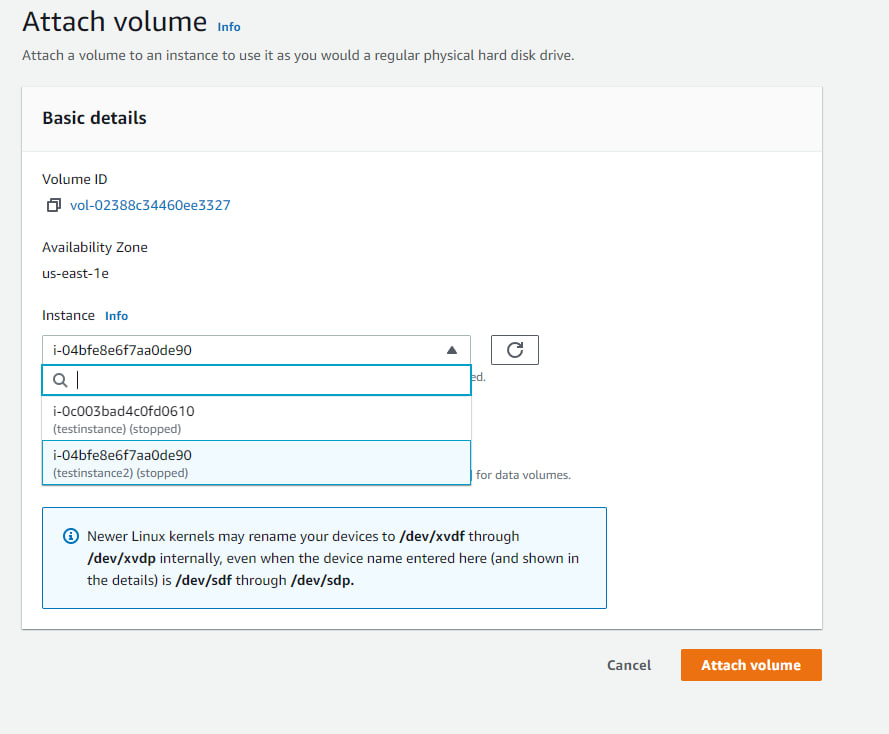 Attach volume Info
Attach a volume to an instance to use it as you would a regular physical hard disk drive.
Basic details
Volume ID
vol-02388c34460ee3327
Availability Zone
us-east-1e
Instance Info
i-04bfe8e6f7aa0de90
ed.
i-0c003bad4c0fd0610
(testinstance) (stopped)
i-04bfe8e6f7aa0de90
(testinstance2) (stopped)
for data volumes.
Newer Linux kernels may rename your devices to /dev/xvdf through
/dev/xvdp internally, even when the device name entered here (and shown in
the details) is /dev/sdf through /dev/sdp.
Cancel
Attach volume